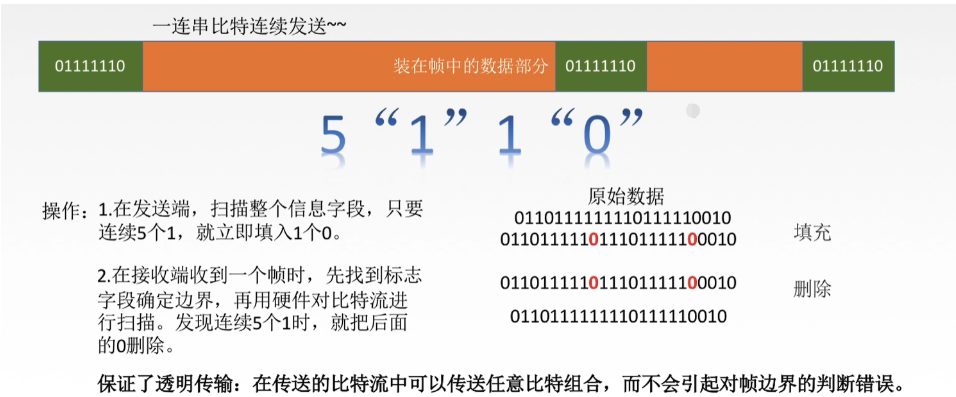 一连串比特连续发送~~
01111110 装在帧中的数据部分 01111110 01111110
5 “1” 1 “0”
操作：1.在发送端，扫描整个信息字段，只要
连续5个1，就立即填入1个0。
2.在接收端收到一个帧时，先找到标志
字段确定边界，再用硬件对比特流进
行扫描。发现连续5个1时，就把后面
的0删除。
原始数据
0110111111110111110010
011011111011101111100010 填充
011011111011101111100010 删除
0110111111110111110010
保证了透明传输：在传送的比特流中可以传送任意比特组合，而不会引起对帧边界的判断错误。